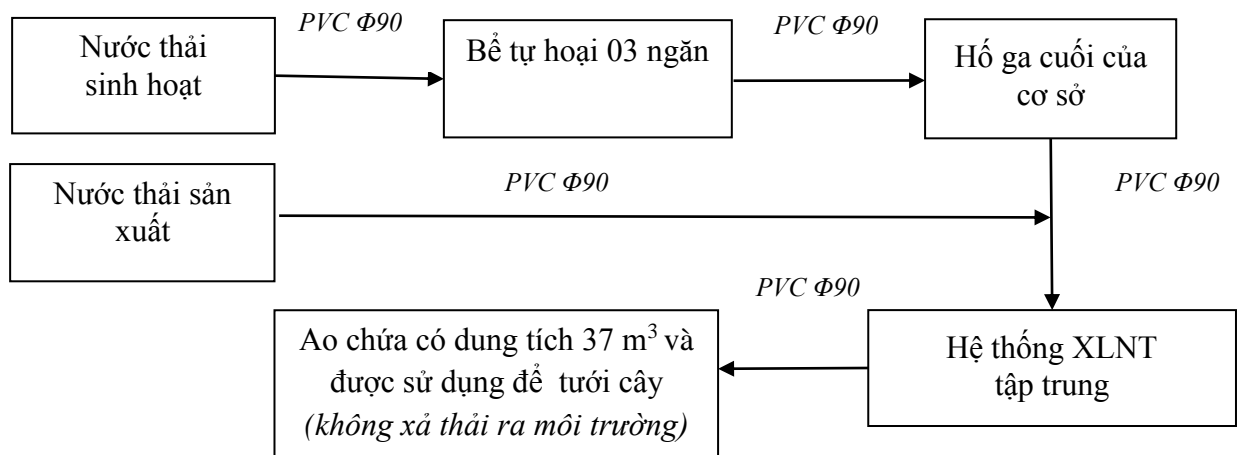 PVC Φ90
PVC Φ90
Nước thải
sinh hoạt
Bể tự hoại 03 ngăn
Hố ga cuối của
cơ sở
PVC Φ90
PVC Φ90
Nước thải sản
xuất
PVC Φ90
Ao chứa có dung tích 37 m³ và
được sử dụng để tưới cây
(không xả thải ra môi trường)
Hệ thống XLNT
tập trung